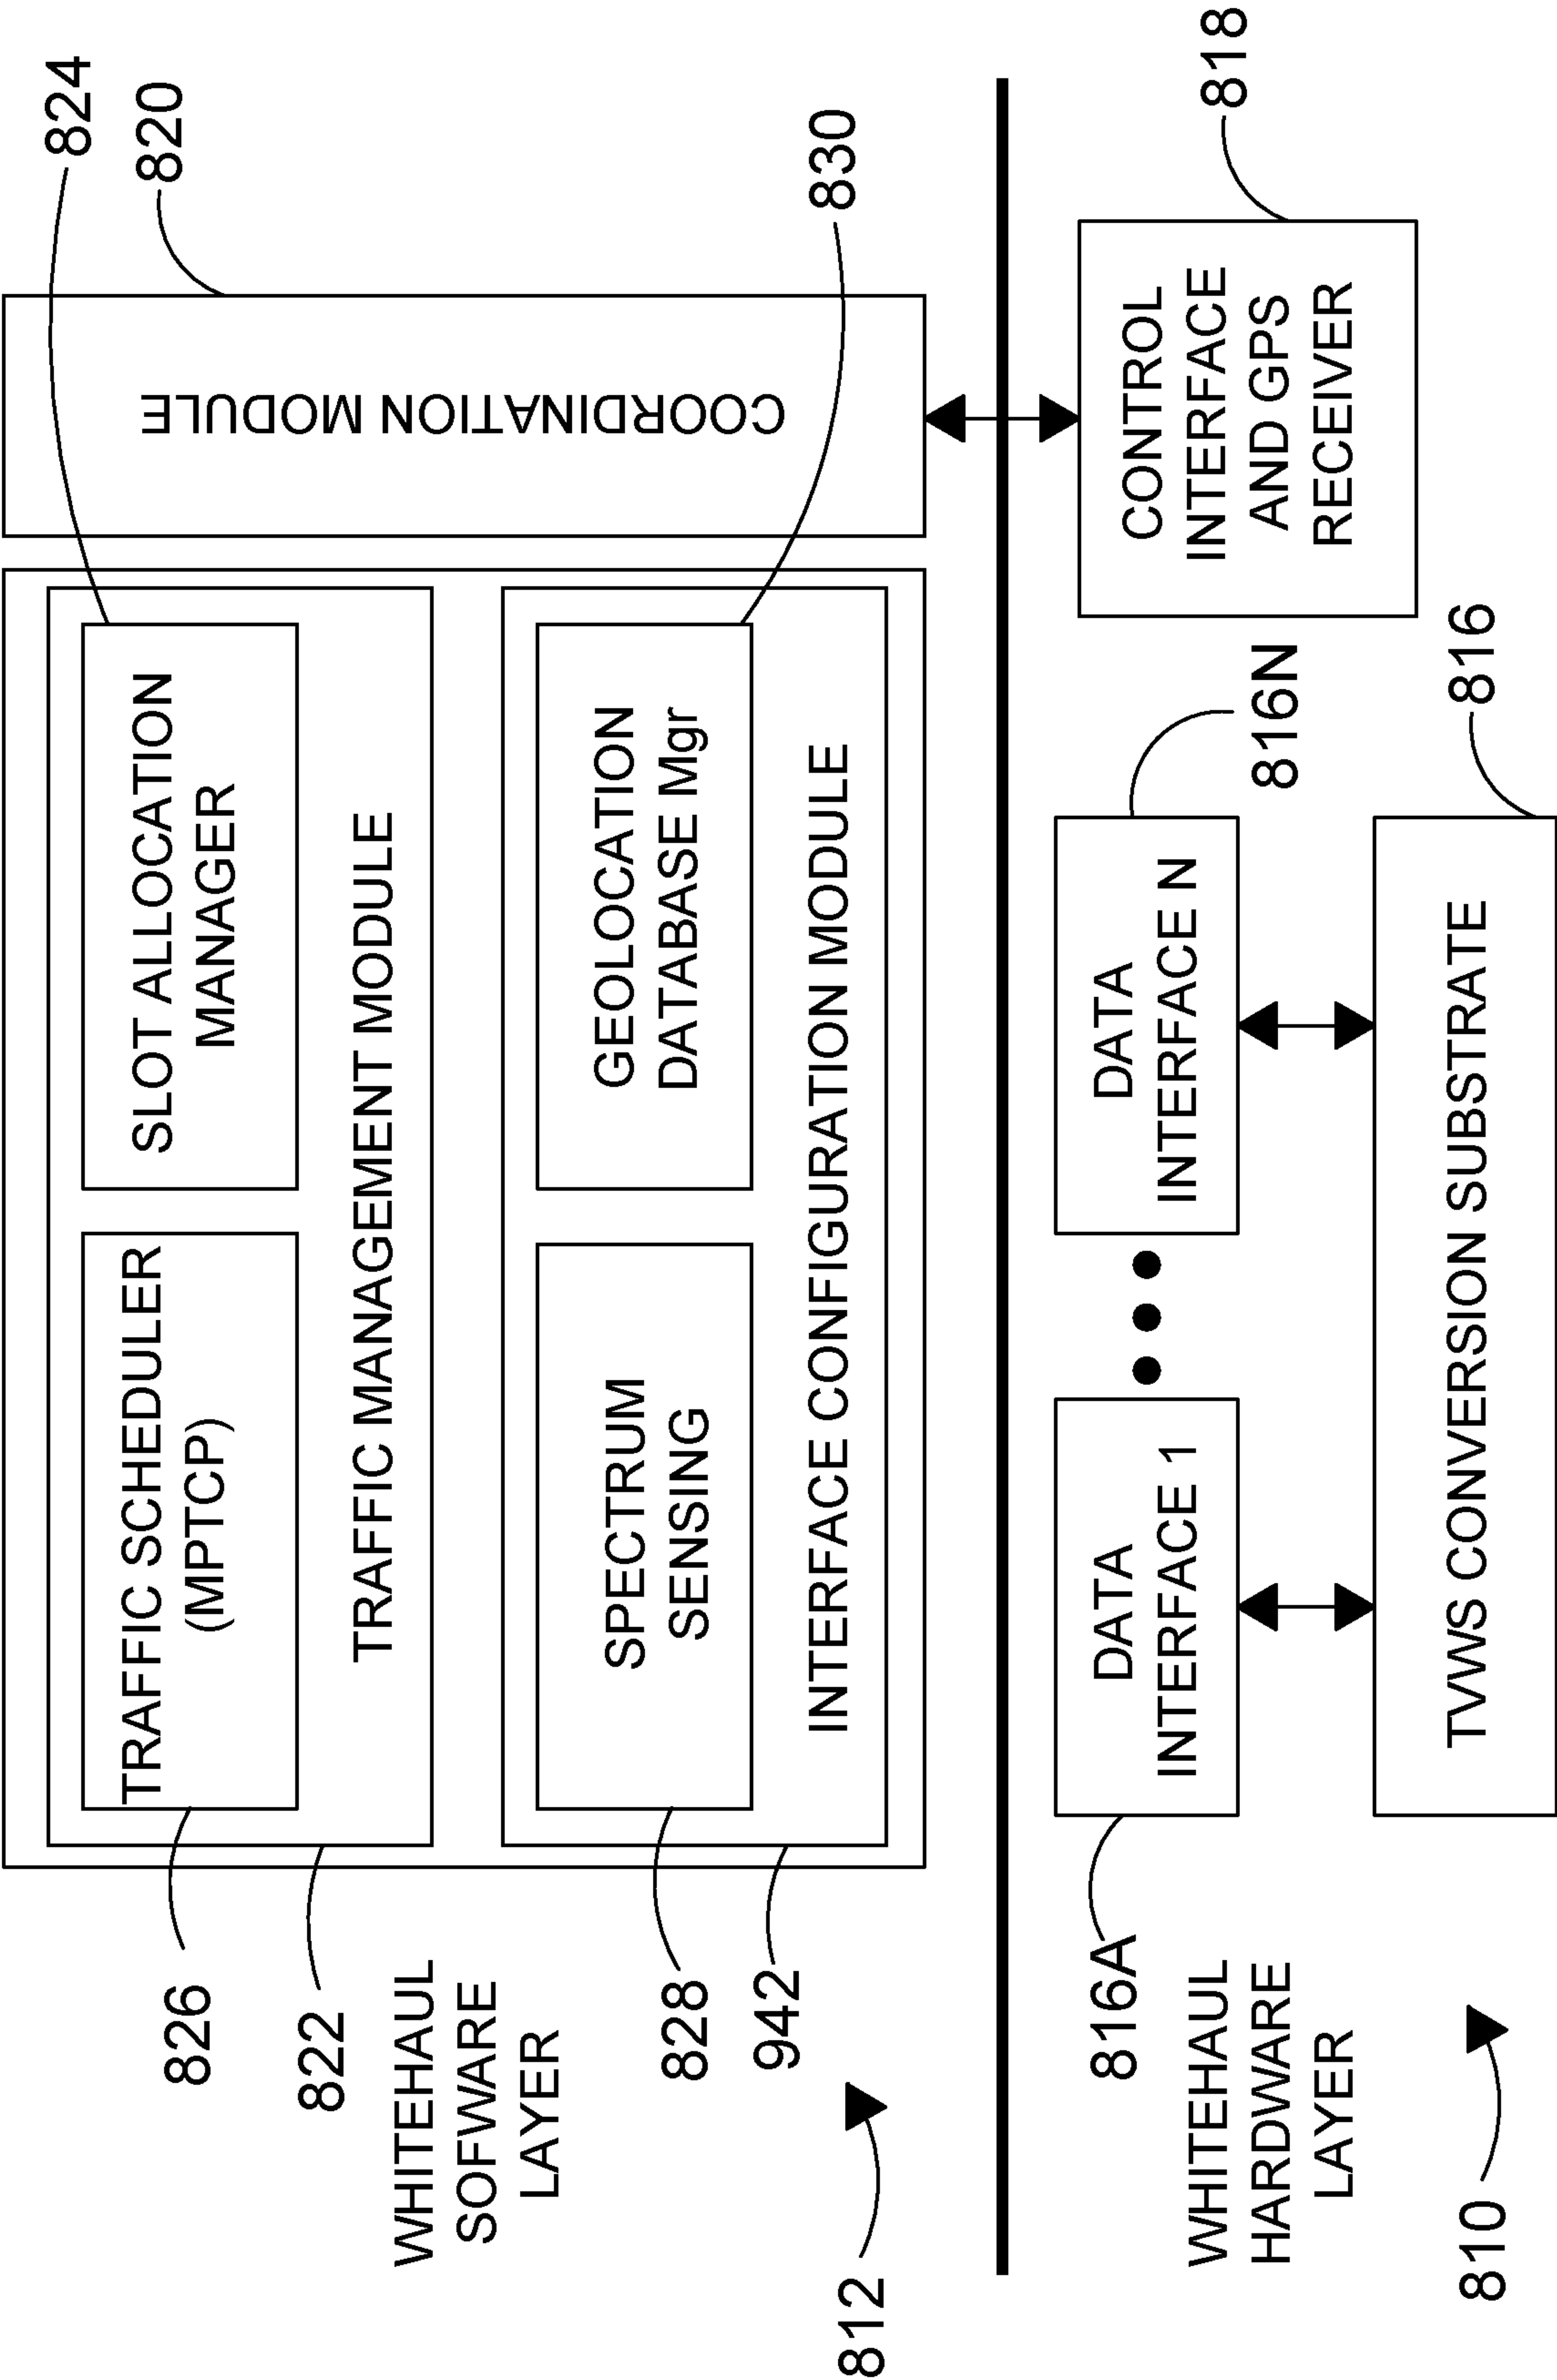 824
820
826
TRAFFIC SCHEDULER
(MPTCP)
SLOT ALLOCATION
MANAGER
822
TRAFFIC MANAGEMENT MODULE
COORDINATION MODULE
WHITEHAUL
SOFWARE
LAYER
828
SPECTRUM
SENSING
GEOLOCATION
DATABASE Mgr
830
942
INTERFACE CONFIGURATION MODULE
812
816A
DATA
INTERFACE 1
DATA
INTERFACE N
816N
CONTROL
INTERFACE
AND GPS
RECEIVER
818
WHITEHAUL
HARDWARE
LAYER
TVWS CONVERSION SUBSTRATE
816
810